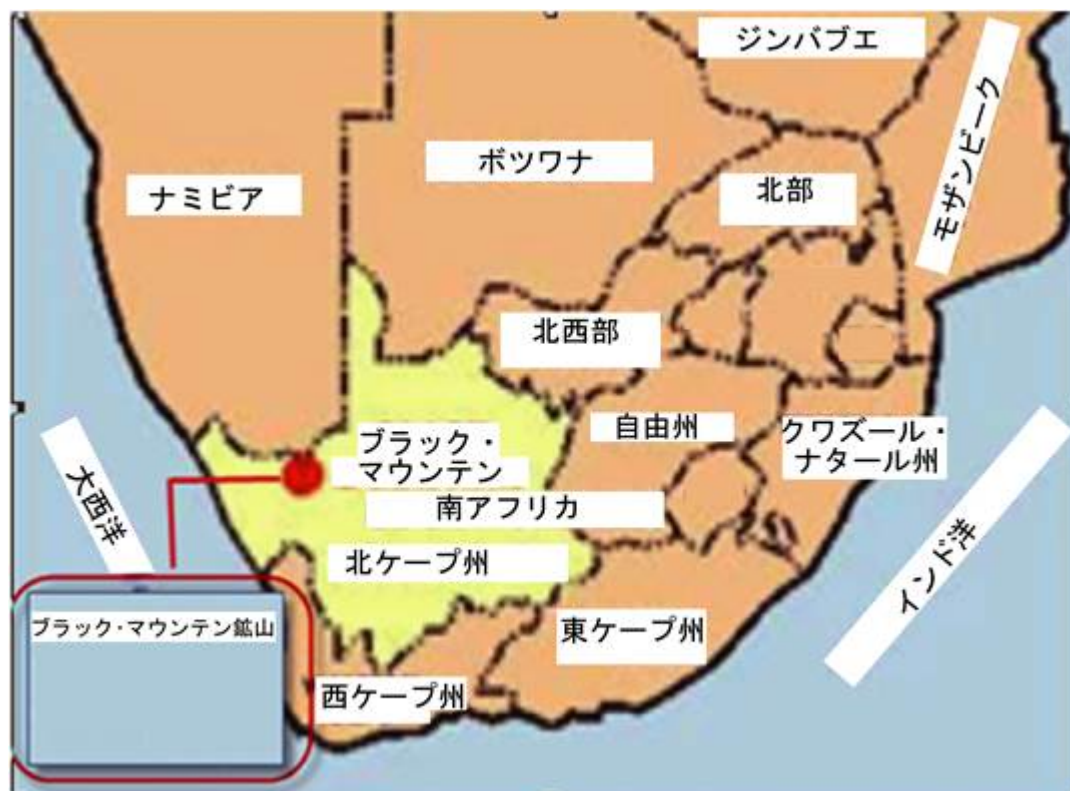 ジンバブエ
モザンビーク
ボツワナ
北部
ナミビア
北西部
自由州
クワズール・
ナタール州
ブラック・
マウンテン
南アフリカ
大西洋
インド洋
北ケープ州
ブラック・マウンテン鉱山
東ケープ州
西ケープ州